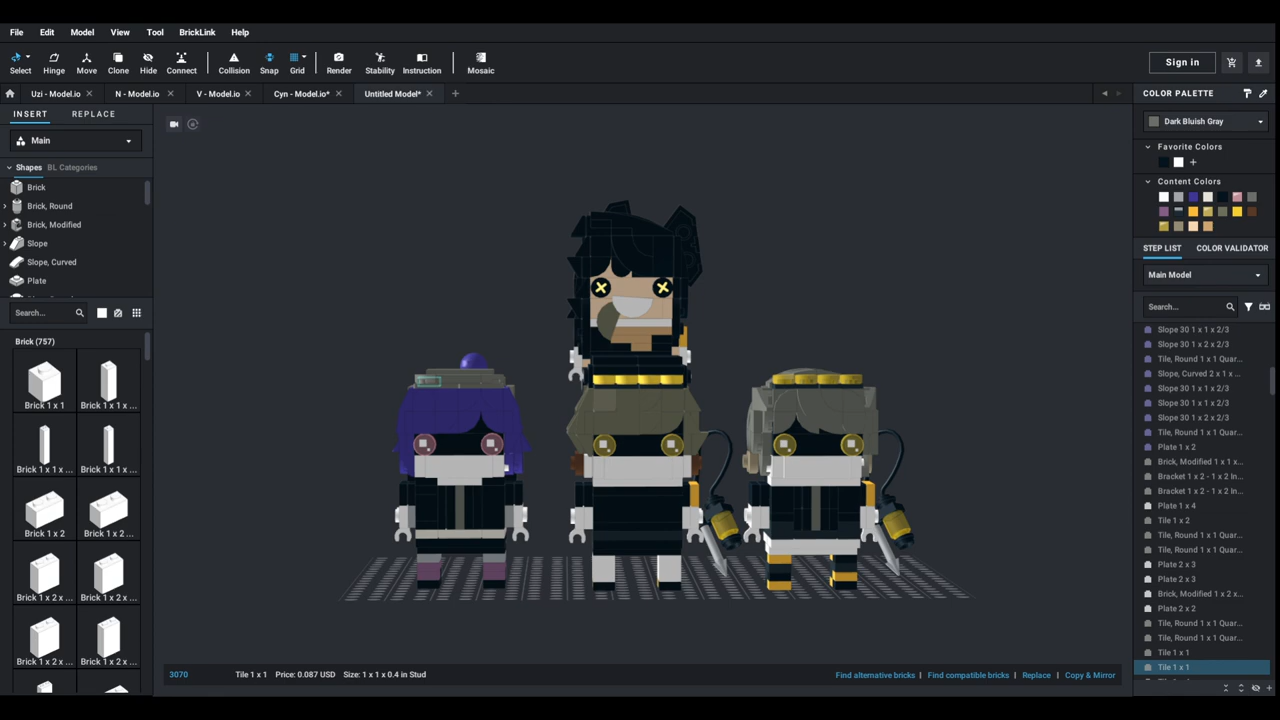 File Edit Model View Tool BrickLink Help
Select Hinge Move Clone Hide Connect Collision Snap Grid Render Stability Instruction Mosaic
Sign in
Uzi - Model.io N - Model.io V - Model.io Cyn - Model.io* Untitled Model*
INSERT REPLACE
Main
Shapes BL Categories
Brick
Brick, Round
Brick, Modified
Slope
Slope, Curved
Plate
Search...
Brick (757)
Brick 1 x 1 Brick 1 x 1 x ...
Brick 1 x 1 x ... Brick 1 x 1 x ...
Brick 1 x 2 Brick 1 x 2 ...
Brick 1 x 2 x ... Brick 1 x 2 x ...
Brick 1 x 2 x ... Brick 1 x 2 x ...
3070 Tile 1 x 1 Price: 0.087 USD Size: 1 x 1 x 0.4 in Stud
Find alternative bricks | Find compatible bricks | Replace | Copy & Mirror
COLOR PALETTE
Dark Bluish Gray
Favorite Colors
Content Colors
STEP LIST COLOR VALIDATOR
Main Model
Search...
Slope 30 1 x 1 x 2/3
Slope 30 1 x 2 x 2/3
Tile, Round 1 x 1 Quar...
Slope, Curved 2 x 1 x ...
Slope 30 1 x 1 x 2/3
Slope 30 1 x 1 x 2/3
Slope 30 1 x 2 x 2/3
Tile, Round 1 x 1 Quar...
Plate 1 x 2
Brick, Modified 1 x 1 x...
Bracket 1 x 2 - 1 x 2 In...
Bracket 1 x 2 - 1 x 2 In...
Plate 1 x 4
Tile 1 x 2
Tile, Round 1 x 1 Quar...
Tile, Round 1 x 1 Quar...
Plate 2 x 3
Plate 2 x 3
Brick, Modified 1 x 2 x...
Plate 2 x 2
Tile, Round 1 x 1 Quar...
Tile, Round 1 x 1 Quar...
Tile 1 x 1
Tile 1 x 1